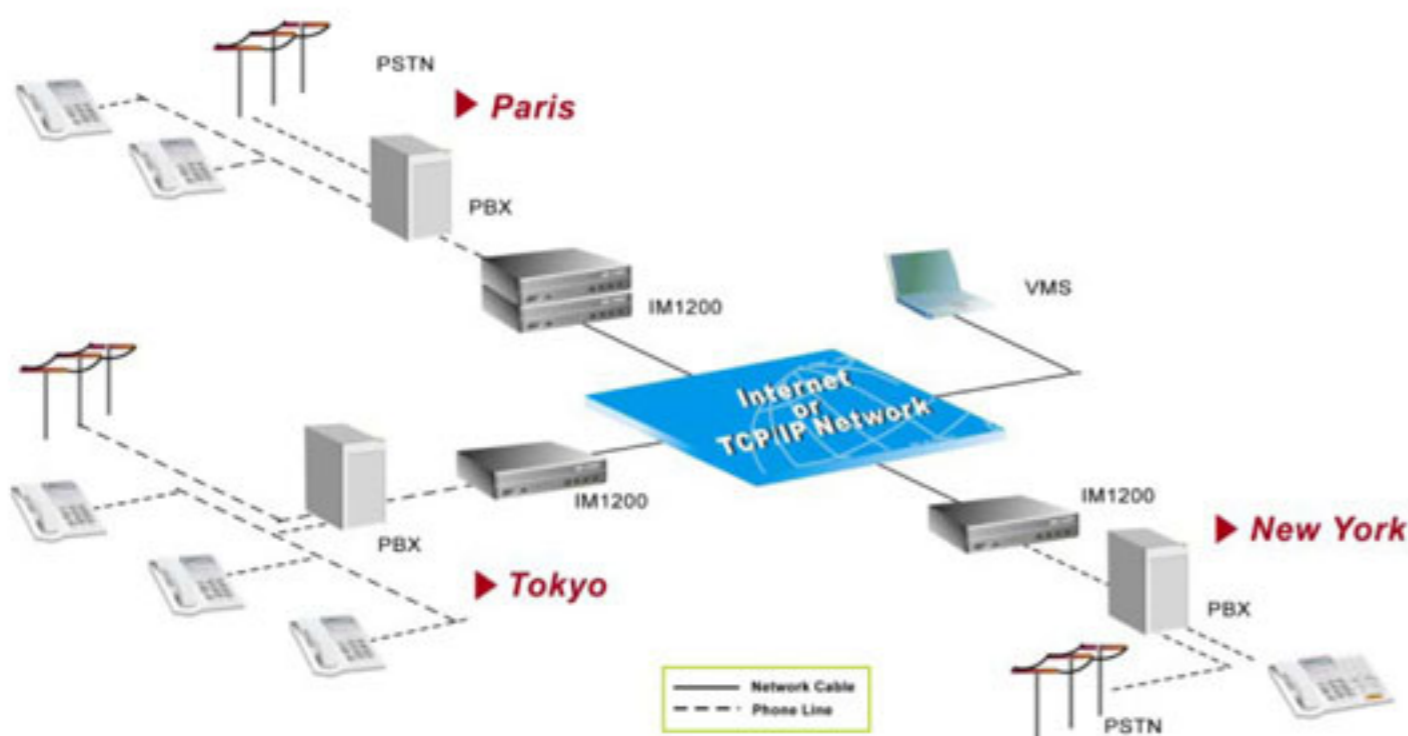 PSTN
Paris
PBX
IM1200
VMS
Internet
or
TCP/IP Network
IM1200
PBX
Tokyo
IM1200
New York
PBX
PSTN
Network Cable
Phone Line